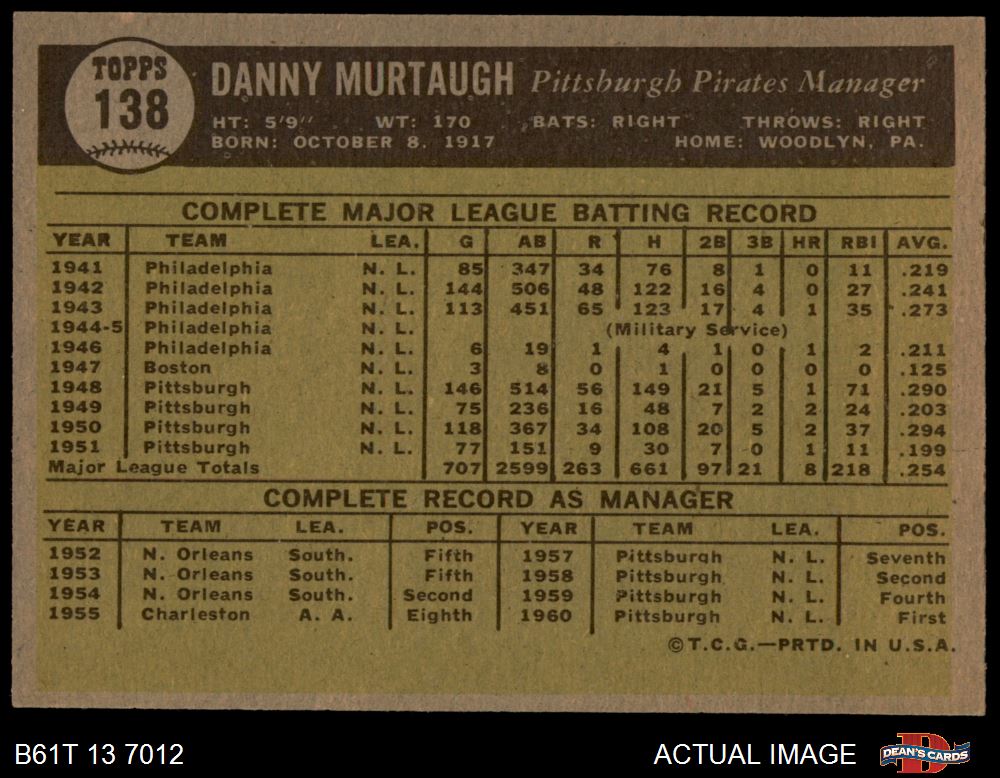 TOPPS
138
DANNY MURTAUGH Pittsburgh Pirates Manager
HT: 5'9" WT: 170 BATS: RIGHT THROWS: RIGHT
BORN: OCTOBER 8, 1917 HOME: WOODLYN, PA.
COMPLETE MAJOR LEAGUE BATTING RECORD
YEAR TEAM LEA. G AB R H 2B 3B HR RBI AVG.
1941 Philadelphia N. L. 85 347 34 76 8 1 0 11 .219
1942 Philadelphia N. L. 144 506 48 122 16 4 0 27 .241
1943 Philadelphia N. L. 113 451 65 123 17 4 1 35 .273
1944-5 Philadelphia N. L. (Military Service)
1946 Philadelphia N. L. 6 19 1 4 1 0 1 2 .211
1947 Boston N. L. 3 8 0 1 0 0 0 0 .125
1948 Pittsburgh N. L. 146 514 56 149 21 5 1 71 .290
1949 Pittsburgh N. L. 75 236 16 48 7 2 2 24 .203
1950 Pittsburgh N. L. 118 367 34 108 20 5 2 37 .294
1951 Pittsburgh N. L. 77 151 9 30 7 0 1 11 .199
Major League Totals 707 2599 263 661 97 21 8 218 .254
COMPLETE RECORD AS MANAGER
YEAR TEAM LEA. POS. YEAR TEAM LEA. POS.
1952 N. Orleans South. Fifth 1957 Pittsburgh N. L. Seventh
1953 N. Orleans South. Fifth 1958 Pittsburgh N. L. Second
1954 N. Orleans South. Second 1959 Pittsburgh N. L. Fourth
1955 Charleston A. A. Eighth 1960 Pittsburgh N. L. First
©T.C.G.—PRTD. IN U.S.A.
B61T 13 7012 ACTUAL IMAGE DEAN'S CARDS